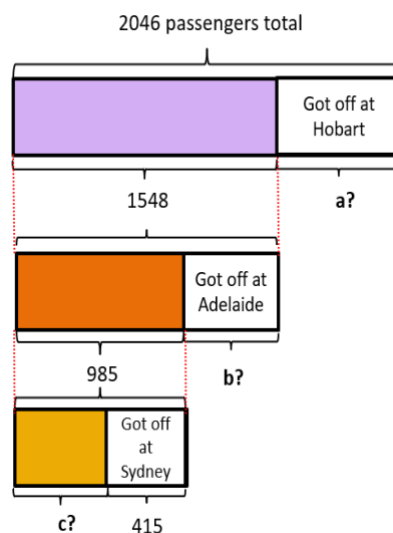 2046 passengers total
Got off at
Hobart
1548
a?
Got off at
Adelaide
985
b?
Got off
at
Sydney
c?
415